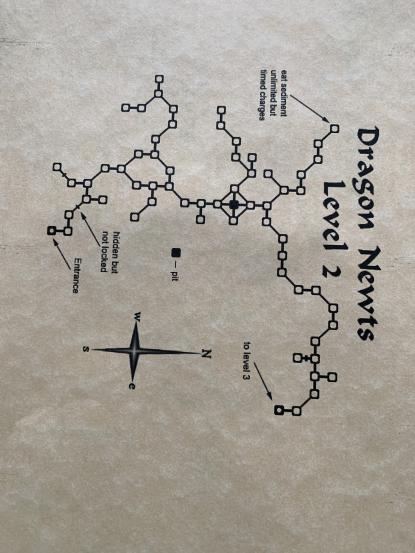 Dragon Newts
Level 2
eat sediment
unlimited but
timed charges
to level 3
— pit
hidden but
not locked
Entrance
N
w
e
s